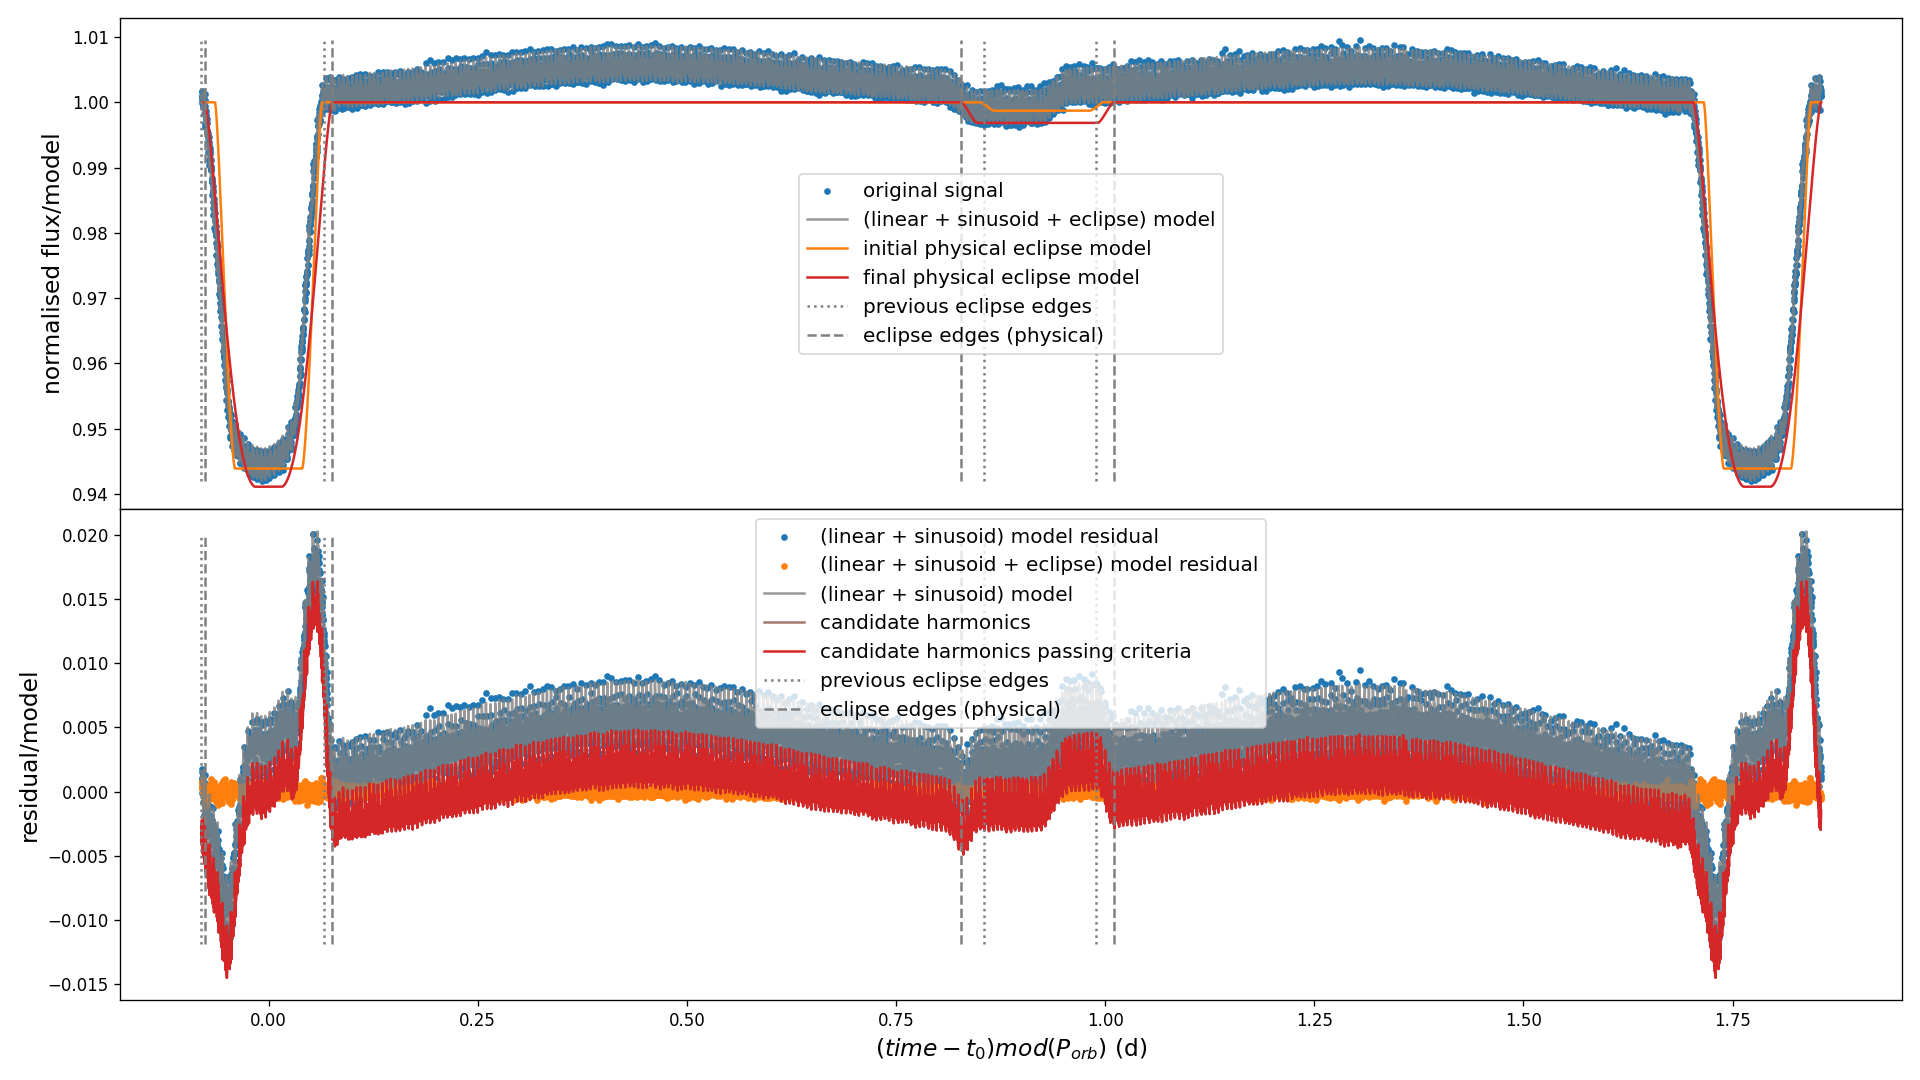 1.01
1.00
0.99
0.98
0.97
0.96
0.95
0.94
normalised flux/model
original signal
(linear + sinusoid + eclipse) model
initial physical eclipse model
final physical eclipse model
previous eclipse edges
eclipse edges (physical)
0.020
0.015
0.010
0.005
0.000
−0.005
−0.010
−0.015
residual/model
(linear + sinusoid) model residual
(linear + sinusoid + eclipse) model residual
(linear + sinusoid) model
candidate harmonics
candidate harmonics passing criteria
previous eclipse edges
eclipse edges (physical)
0.00 0.25 0.50 0.75 1.00 1.25 1.50 1.75
(time − t₀)mod(P_orb) (d)